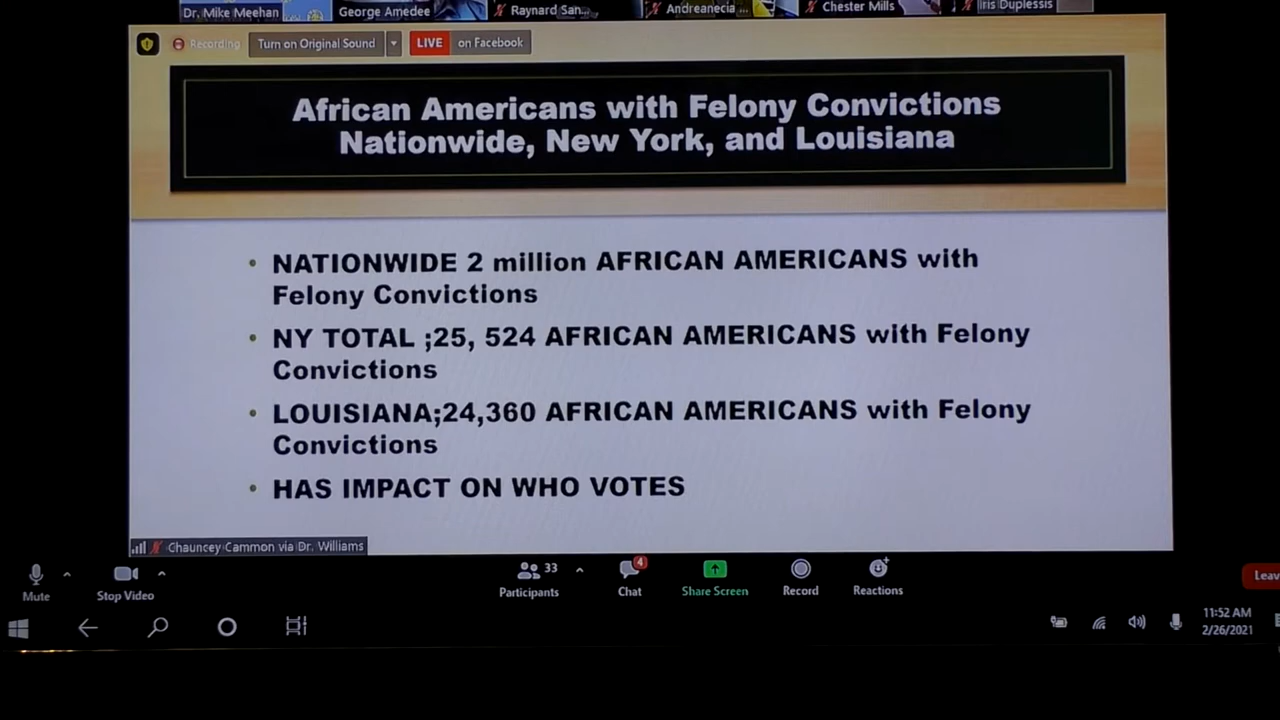 Dr. Mike Meehan
George Amedee
Raynard San...
Andreanecia ...
Chester Mills
Iris Duplessis
Recording
Turn on Original Sound
LIVE on Facebook
African Americans with Felony Convictions
Nationwide, New York, and Louisiana
• NATIONWIDE 2 million AFRICAN AMERICANS with
Felony Convictions
• NY TOTAL ;25, 524 AFRICAN AMERICANS with Felony
Convictions
• LOUISIANA;24,360 AFRICAN AMERICANS with Felony
Convictions
• HAS IMPACT ON WHO VOTES
Chauncey Cammon via Dr. Williams
33
4
Mute
Stop Video
Participants
Chat
Share Screen
Record
Reactions
Leav
11:52 AM
2/26/2021